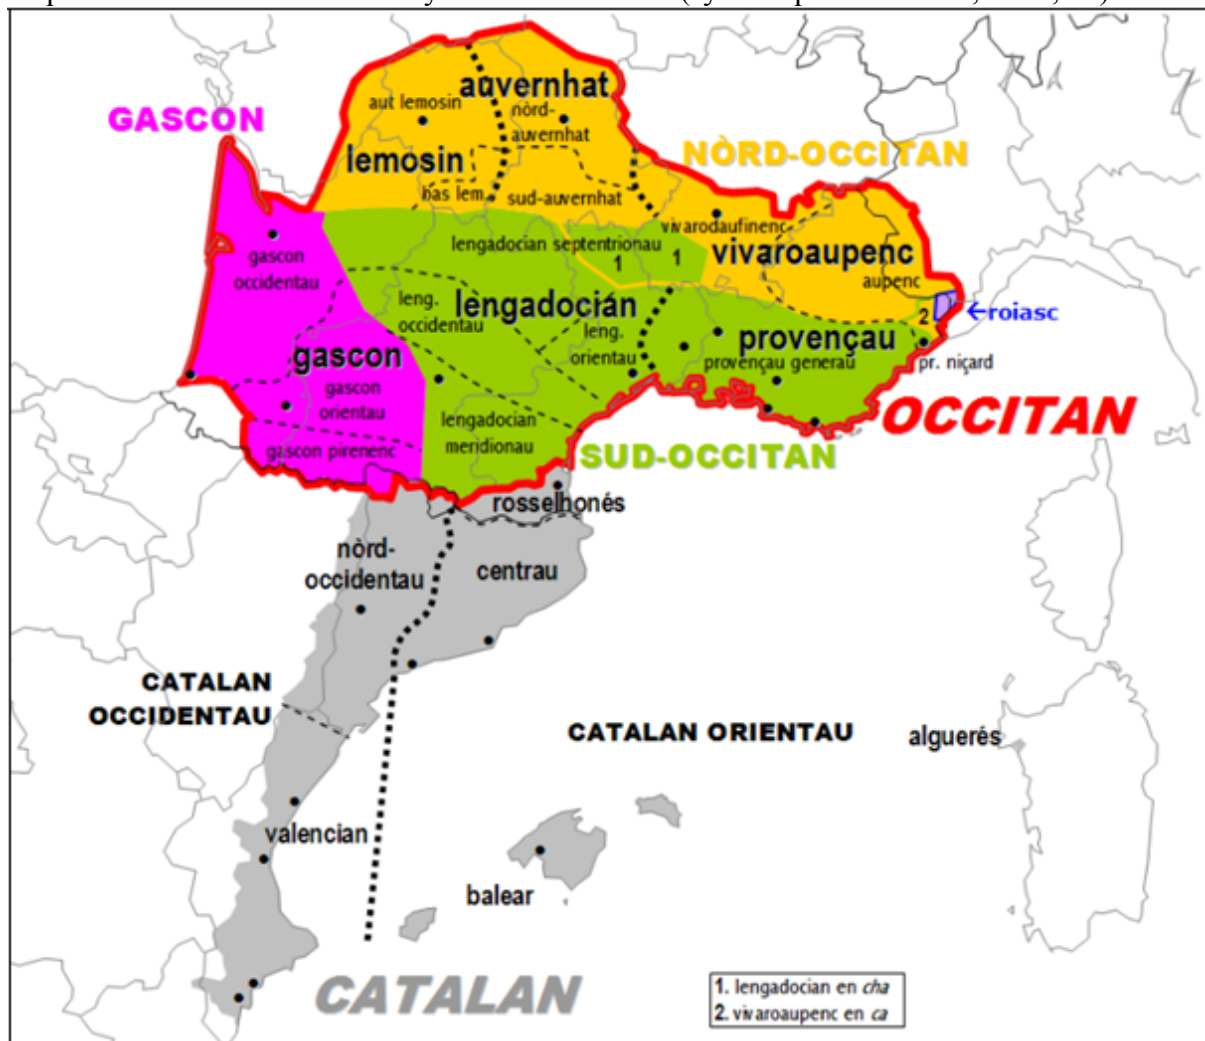 auvernhat
aut lemosin
nòrd-
auvernhat
GASCON
lemosin
NÒRD-OCCITAN
bas lem.
sud-auvernhat
vivarodaufinenc
lengadocian septentrionau
gascon
occidentau
1
1
vivaroaupenc
aupenc
leng.
occidentau
lengadocian
2
←roiasc
leng.
orientau
provençau
provençau generau
pr. niçard
gascon
gascon
orientau
OCCITAN
lengadocian
meridionau
gascon pirenenc
SUD-OCCITAN
rosselhonés
nòrd-
occidentau
centrau
CATALAN
OCCIDENTAU
CATALAN ORIENTAU
alguerés
valencian
balear
CATALAN
1. lengadocian en cha
2. vivaroaupenc en ca